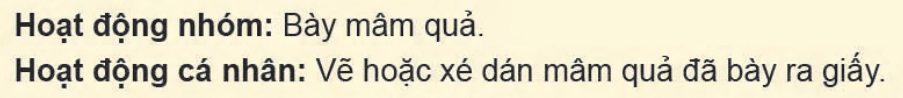 Hoạt động nhóm: Bày mâm quả.
Hoạt động cá nhân: Vẽ hoặc xé dán mâm quả đã bày ra giấy.